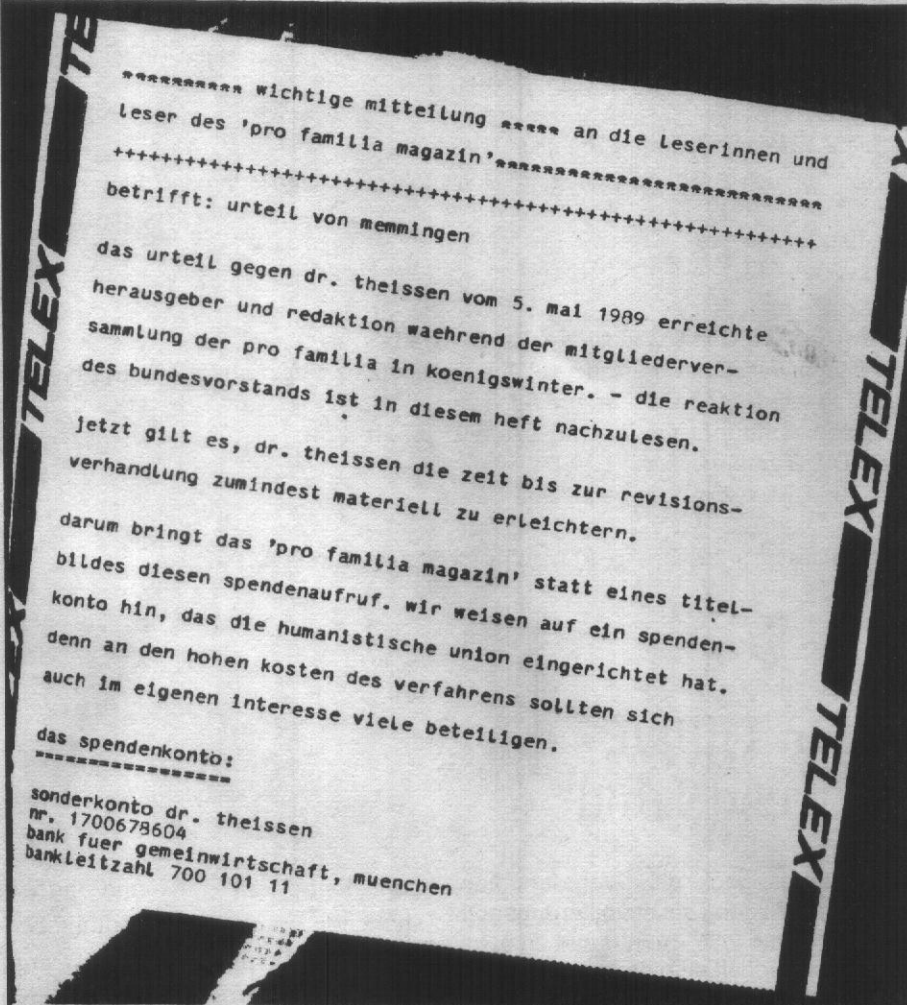 ********** wichtige mitteilung ***** an die leserinnen und
leser des 'pro familia magazin'***************************
++++++++++++++++++++++++++++++++++++++++++++++++++++++++++
betrifft: urteil von memmingen
das urteil gegen dr. theissen vom 5. mai 1989 erreichte
herausgeber und redaktion waehrend der mitgliederver-
sammlung der pro familia in koenigswinter. - die reaktion
des bundesvorstands ist in diesem heft nachzulesen.
jetzt gilt es, dr. theissen die zeit bis zur revisions-
verhandlung zumindest materiell zu erleichtern.
darum bringt das 'pro familia magazin' statt eines titel-
bildes diesen spendenaufruf. wir weisen auf ein spenden-
konto hin, das die humanistische union eingerichtet hat.
denn an den hohen kosten des verfahrens sollten sich
auch im eigenen interesse viele beteiligen.
das spendenkonto:
=================
sonderkonto dr. theissen
nr. 1700678604
bank fuer gemeinwirtschaft, muenchen
bankleitzahl 700 101 11
TELEX
TELEX
TELEX